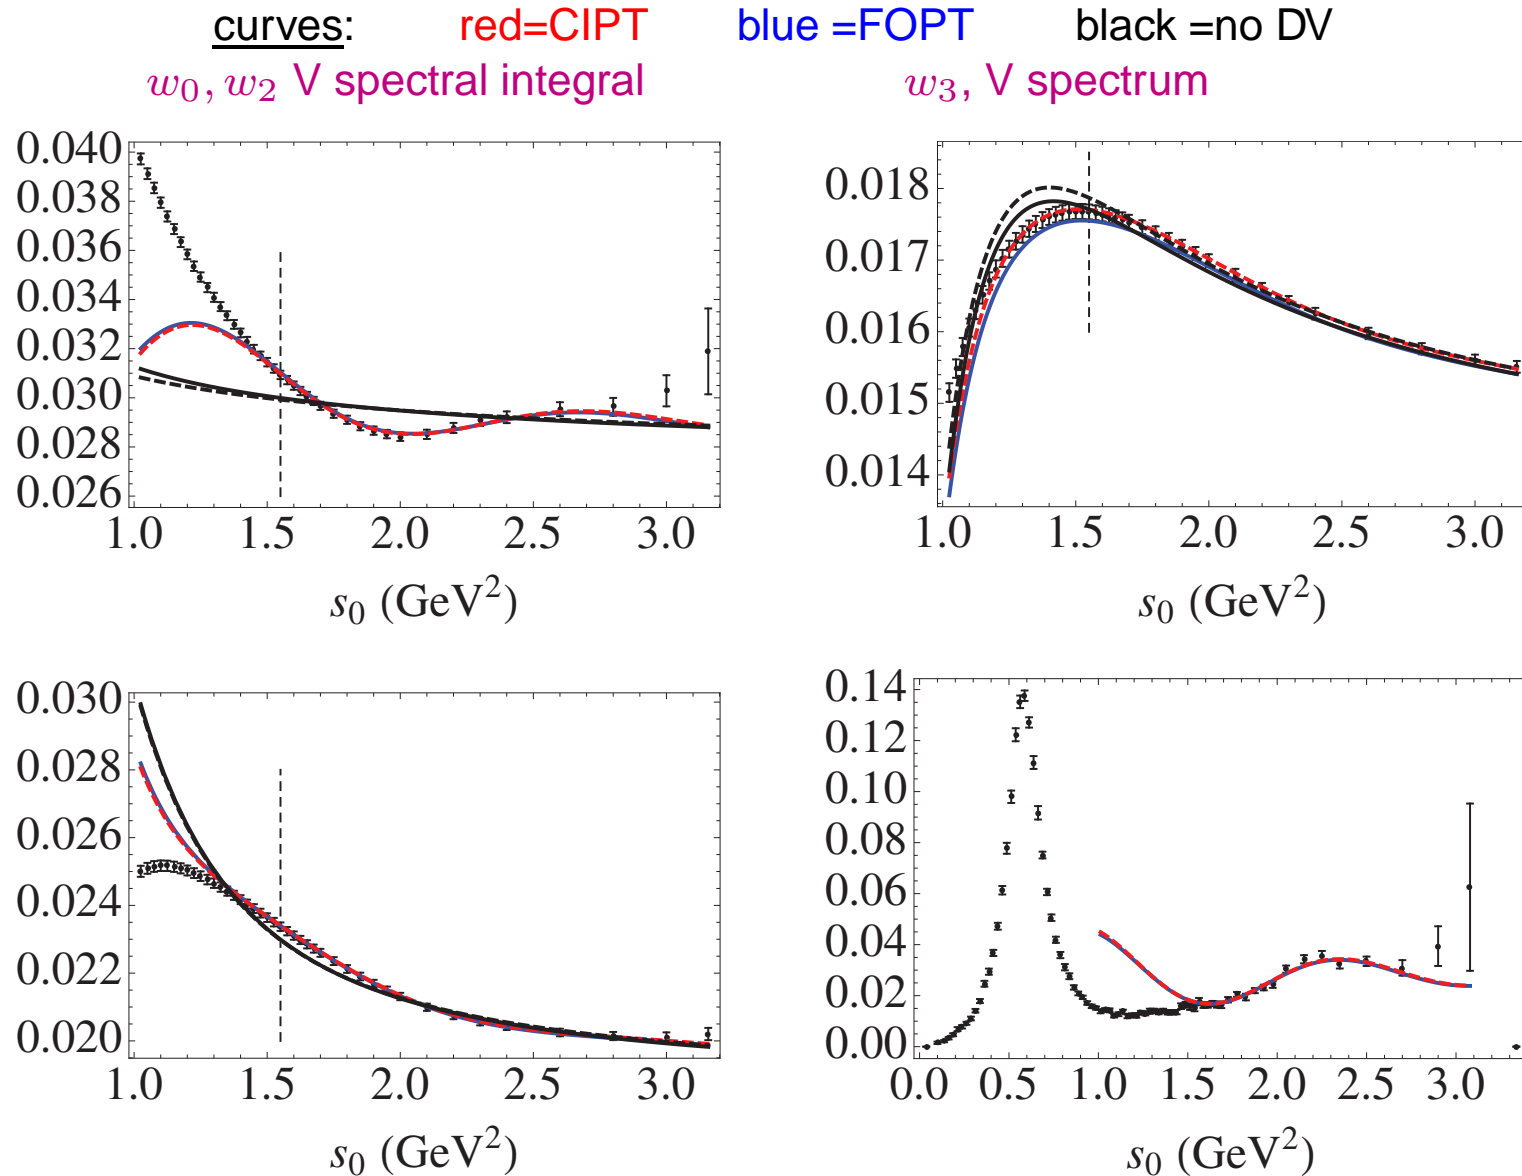 curves: red=CIPT blue =FOPT black =no DV
w₀, w₂ V spectral integral w₃, V spectrum
0.040
0.038
0.036
0.034
0.032
0.030
0.028
0.026
1.0 1.5 2.0 2.5 3.0
s₀ (GeV²)
0.018
0.017
0.016
0.015
0.014
1.0 1.5 2.0 2.5 3.0
s₀ (GeV²)
0.030
0.028
0.026
0.024
0.022
0.020
1.0 1.5 2.0 2.5 3.0
s₀ (GeV²)
0.14
0.12
0.10
0.08
0.06
0.04
0.02
0.00
0.0 0.5 1.0 1.5 2.0 2.5 3.0
s₀ (GeV²)